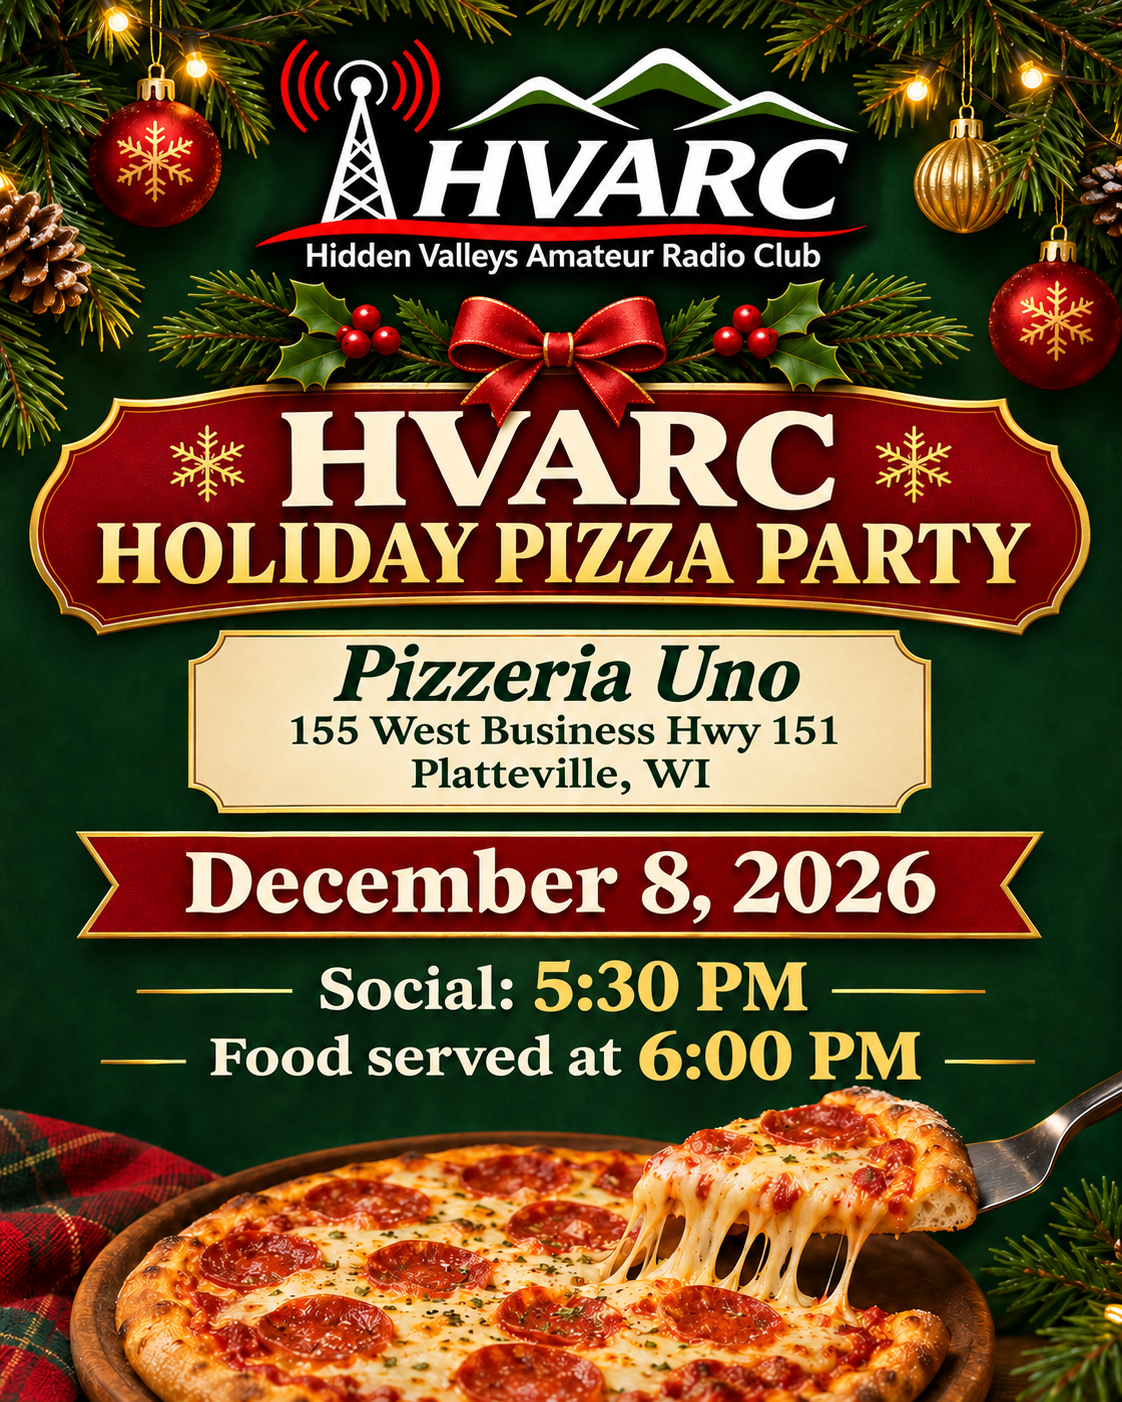 HVARC
Hidden Valleys Amateur Radio Club
HVARC
HOLIDAY PIZZA PARTY
Pizzeria Uno
155 West Business Hwy 151
Platteville, WI
December 8, 2026
Social: 5:30 PM
Food served at 6:00 PM